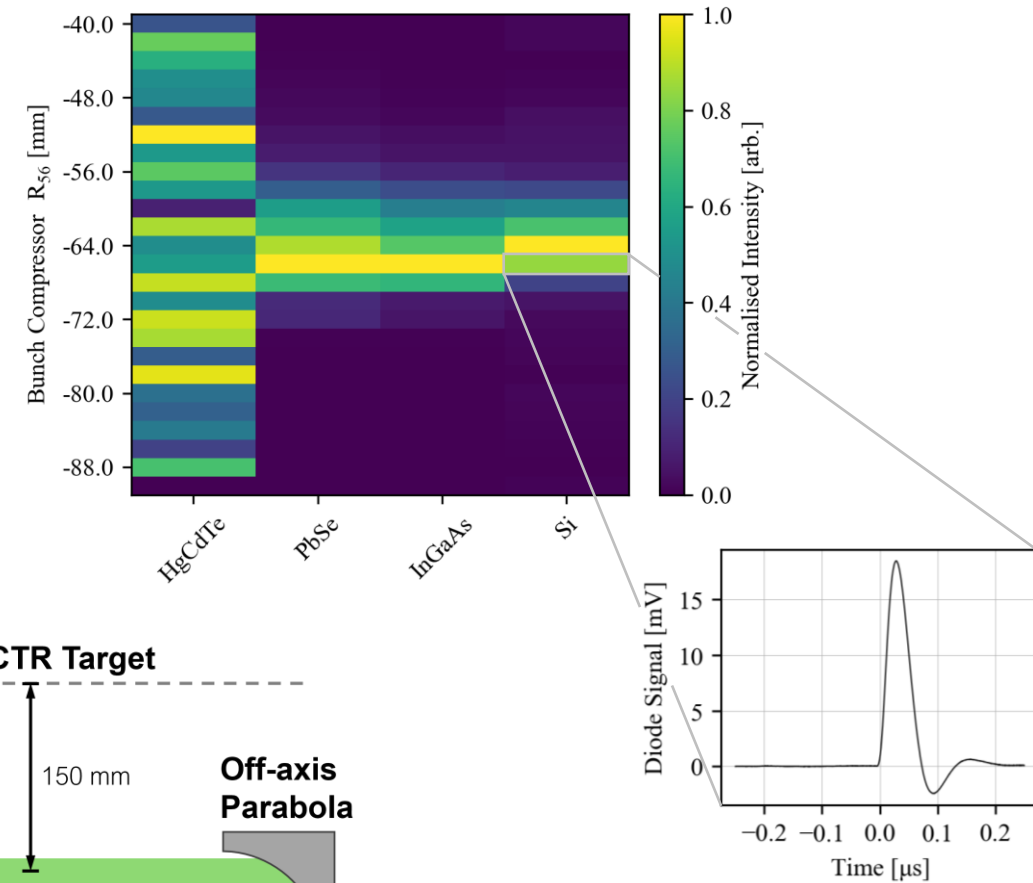 -40.0
-48.0
-56.0
-64.0
-72.0
-80.0
-88.0
Bunch Compressor R₅₆ [mm]
HgCdTe
PbSe
InGaAs
Si
1.0
0.8
0.6
0.4
0.2
0.0
Normalised Intensity [arb.]
15
10
5
0
Diode Signal [mV]
−0.2 −0.1 0.0 0.1 0.2
Time [μs]
CTR Target
150 mm
Off-axis
Parabola